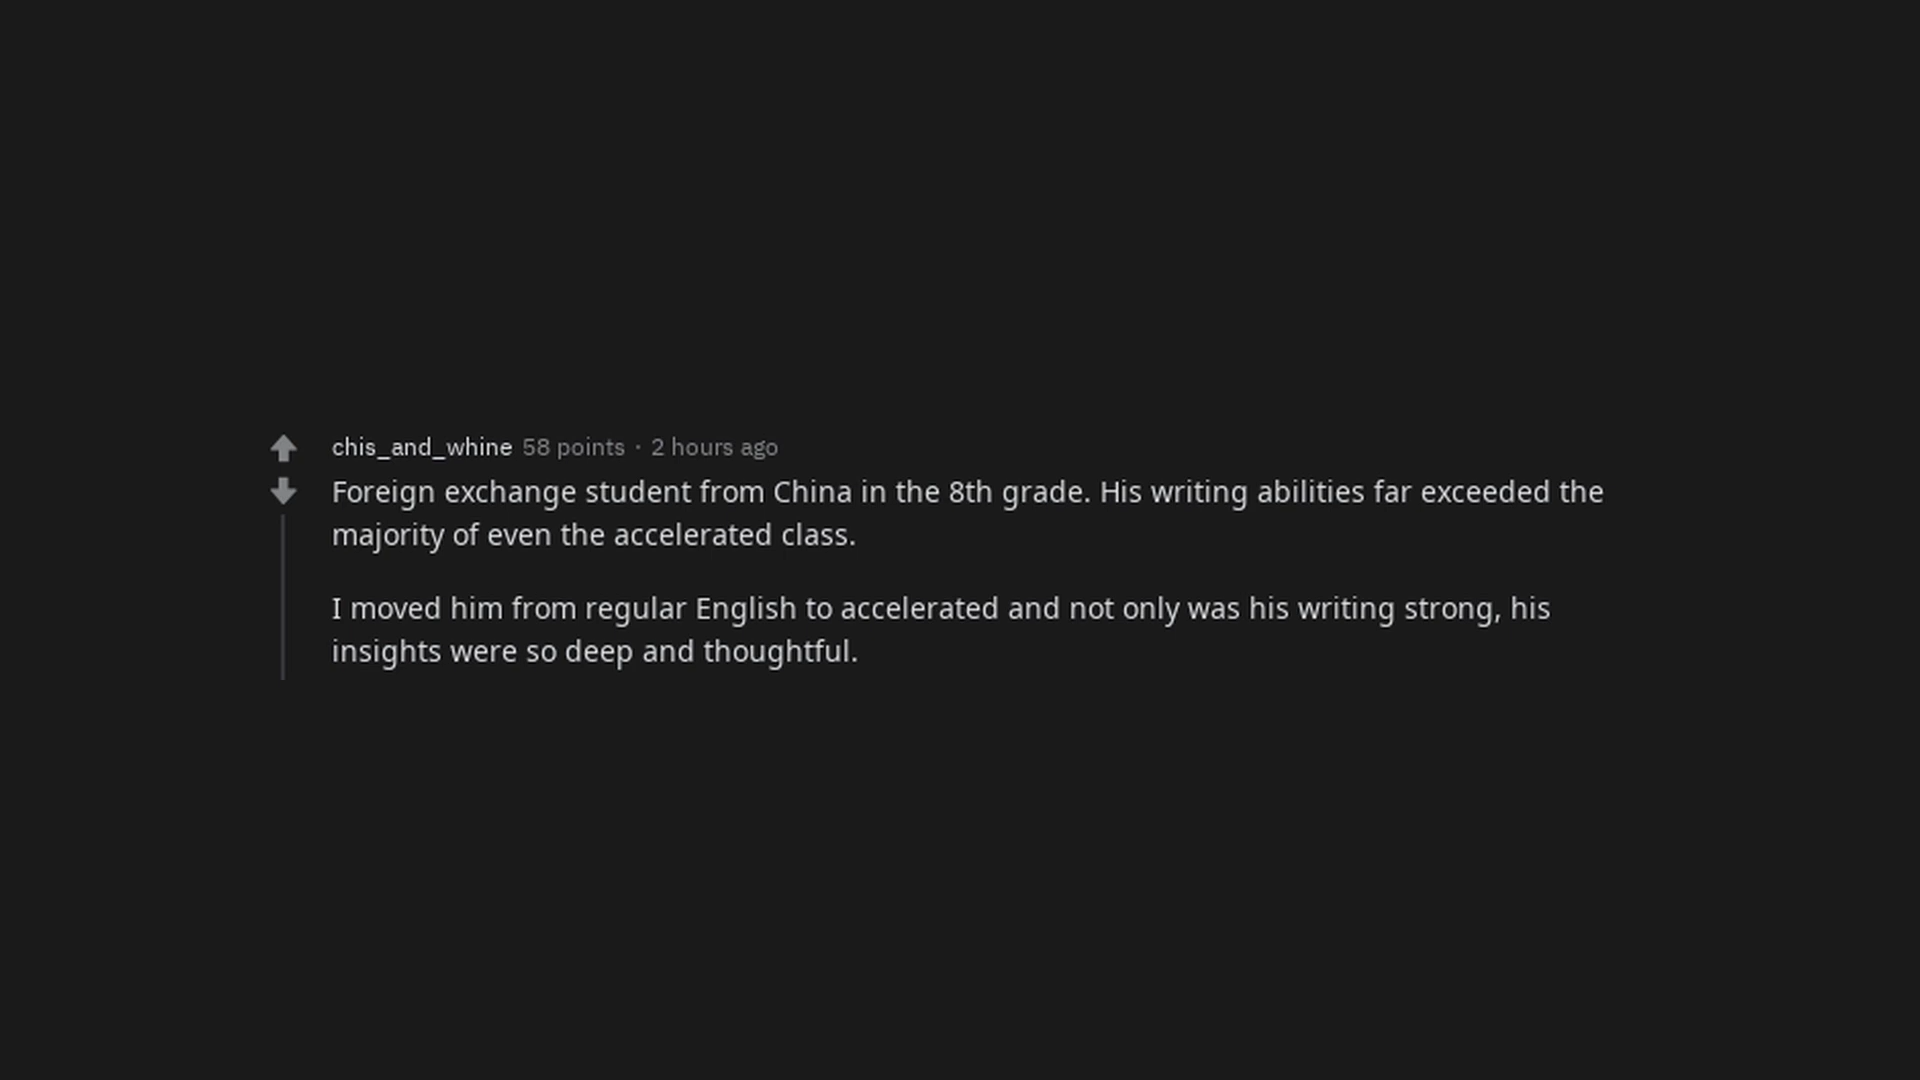 chis_and_whine 58 points · 2 hours ago
Foreign exchange student from China in the 8th grade. His writing abilities far exceeded the
majority of even the accelerated class.
I moved him from regular English to accelerated and not only was his writing strong, his
insights were so deep and thoughtful.